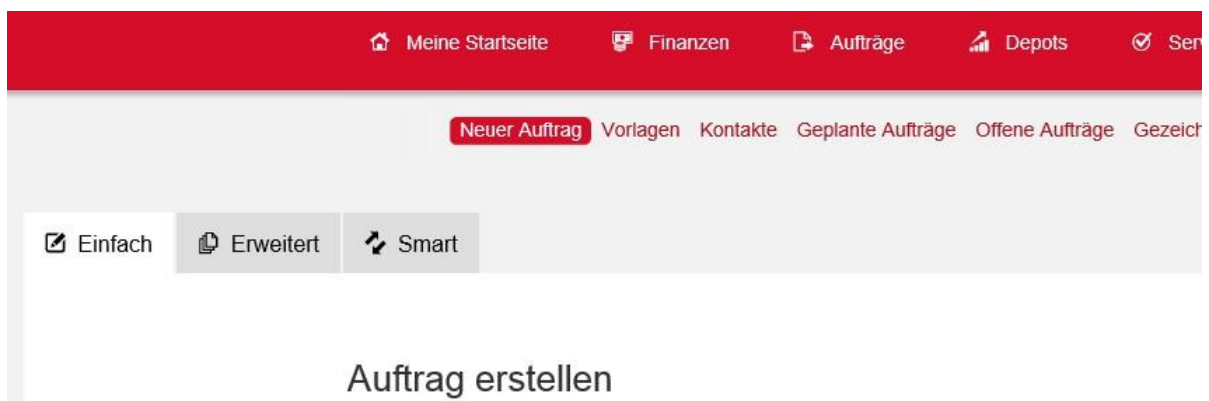 Meine Startseite Finanzen Aufträge Depots
Neuer Auftrag Vorlagen Kontakte Geplante Aufträge Offene Aufträge
Einfach Erweitert Smart
Auftrag erstellen